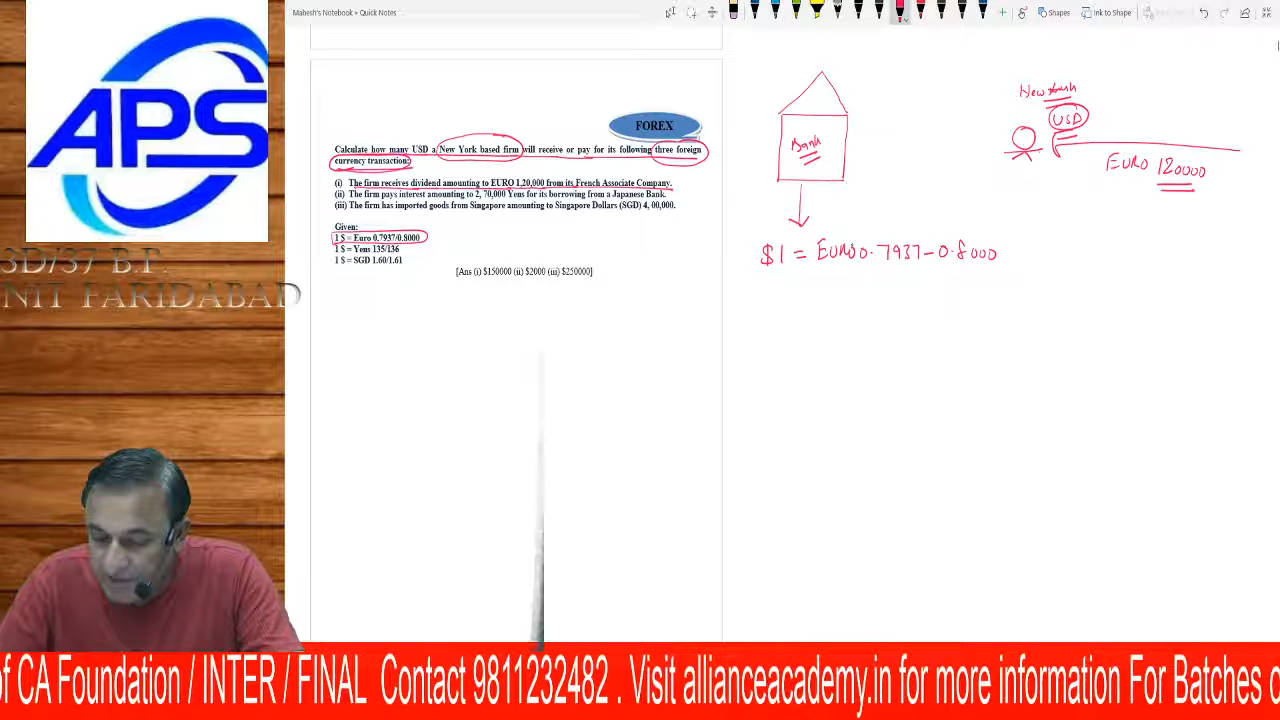 Mahesh's Notebook » Quick Notes
Shapes
Ink to Shape
APS
3D/37 B.P.
NIT FARIDABAD
FOREX
Calculate how many USD a New York based firm will receive or pay for its following three foreign
currency transaction:
(i) The firm receives dividend amounting to EURO 1,20,000 from its French Associate Company.
(ii) The firm pays interest amounting to 2, 70,000 Yens for its borrowing from a Japanese Bank.
(iii) The firm has imported goods from Singapore amounting to Singapore Dollars (SGD) 4, 00,000.
Given:
1 $ = Euro 0.7937/0.8000
1 $ = Yens 135/136
1 $ = SGD 1.60/1.61
[Ans (i) $150000 (ii) $2000 (iii) $250000]
Bank
$1 = EURO 0.7937-0.8000
New
USD
EURO 120000
of CA Foundation / INTER / FINAL Contact 9811232482 . Visit allianceacademy.in for more information For Batches